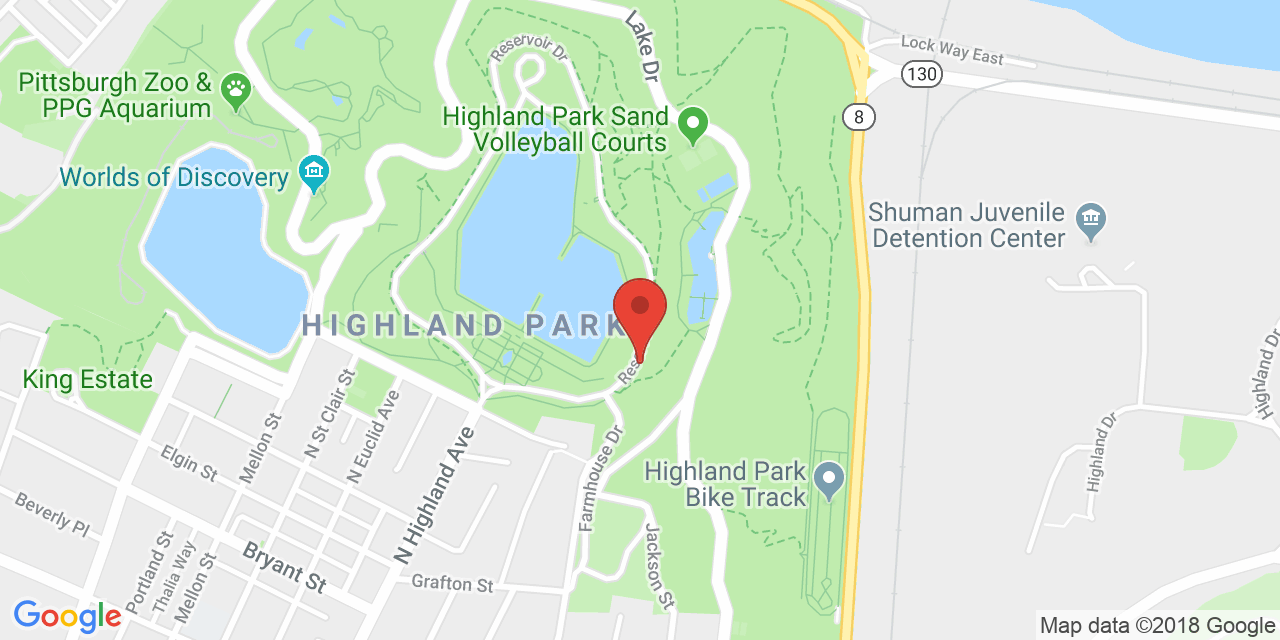 Reservoir Dr
Lake Dr
Lock Way East
130
8
Pittsburgh Zoo &
PPG Aquarium
Highland Park Sand
Volleyball Courts
Worlds of Discovery
Shuman Juvenile
Detention Center
HIGHLAND PARK
Res
King Estate
N St Clair St
N Euclid Ave
Mellon St
Elgin St
N Highland Ave
Farmhouse Dr
Highland Dr
Highland Dr
Highland Park
Bike Track
Beverly Pl
Portland St
Thalia Way
Mellon St
Bryant St
Grafton St
Jackson St
Google
Map data ©2018 Google